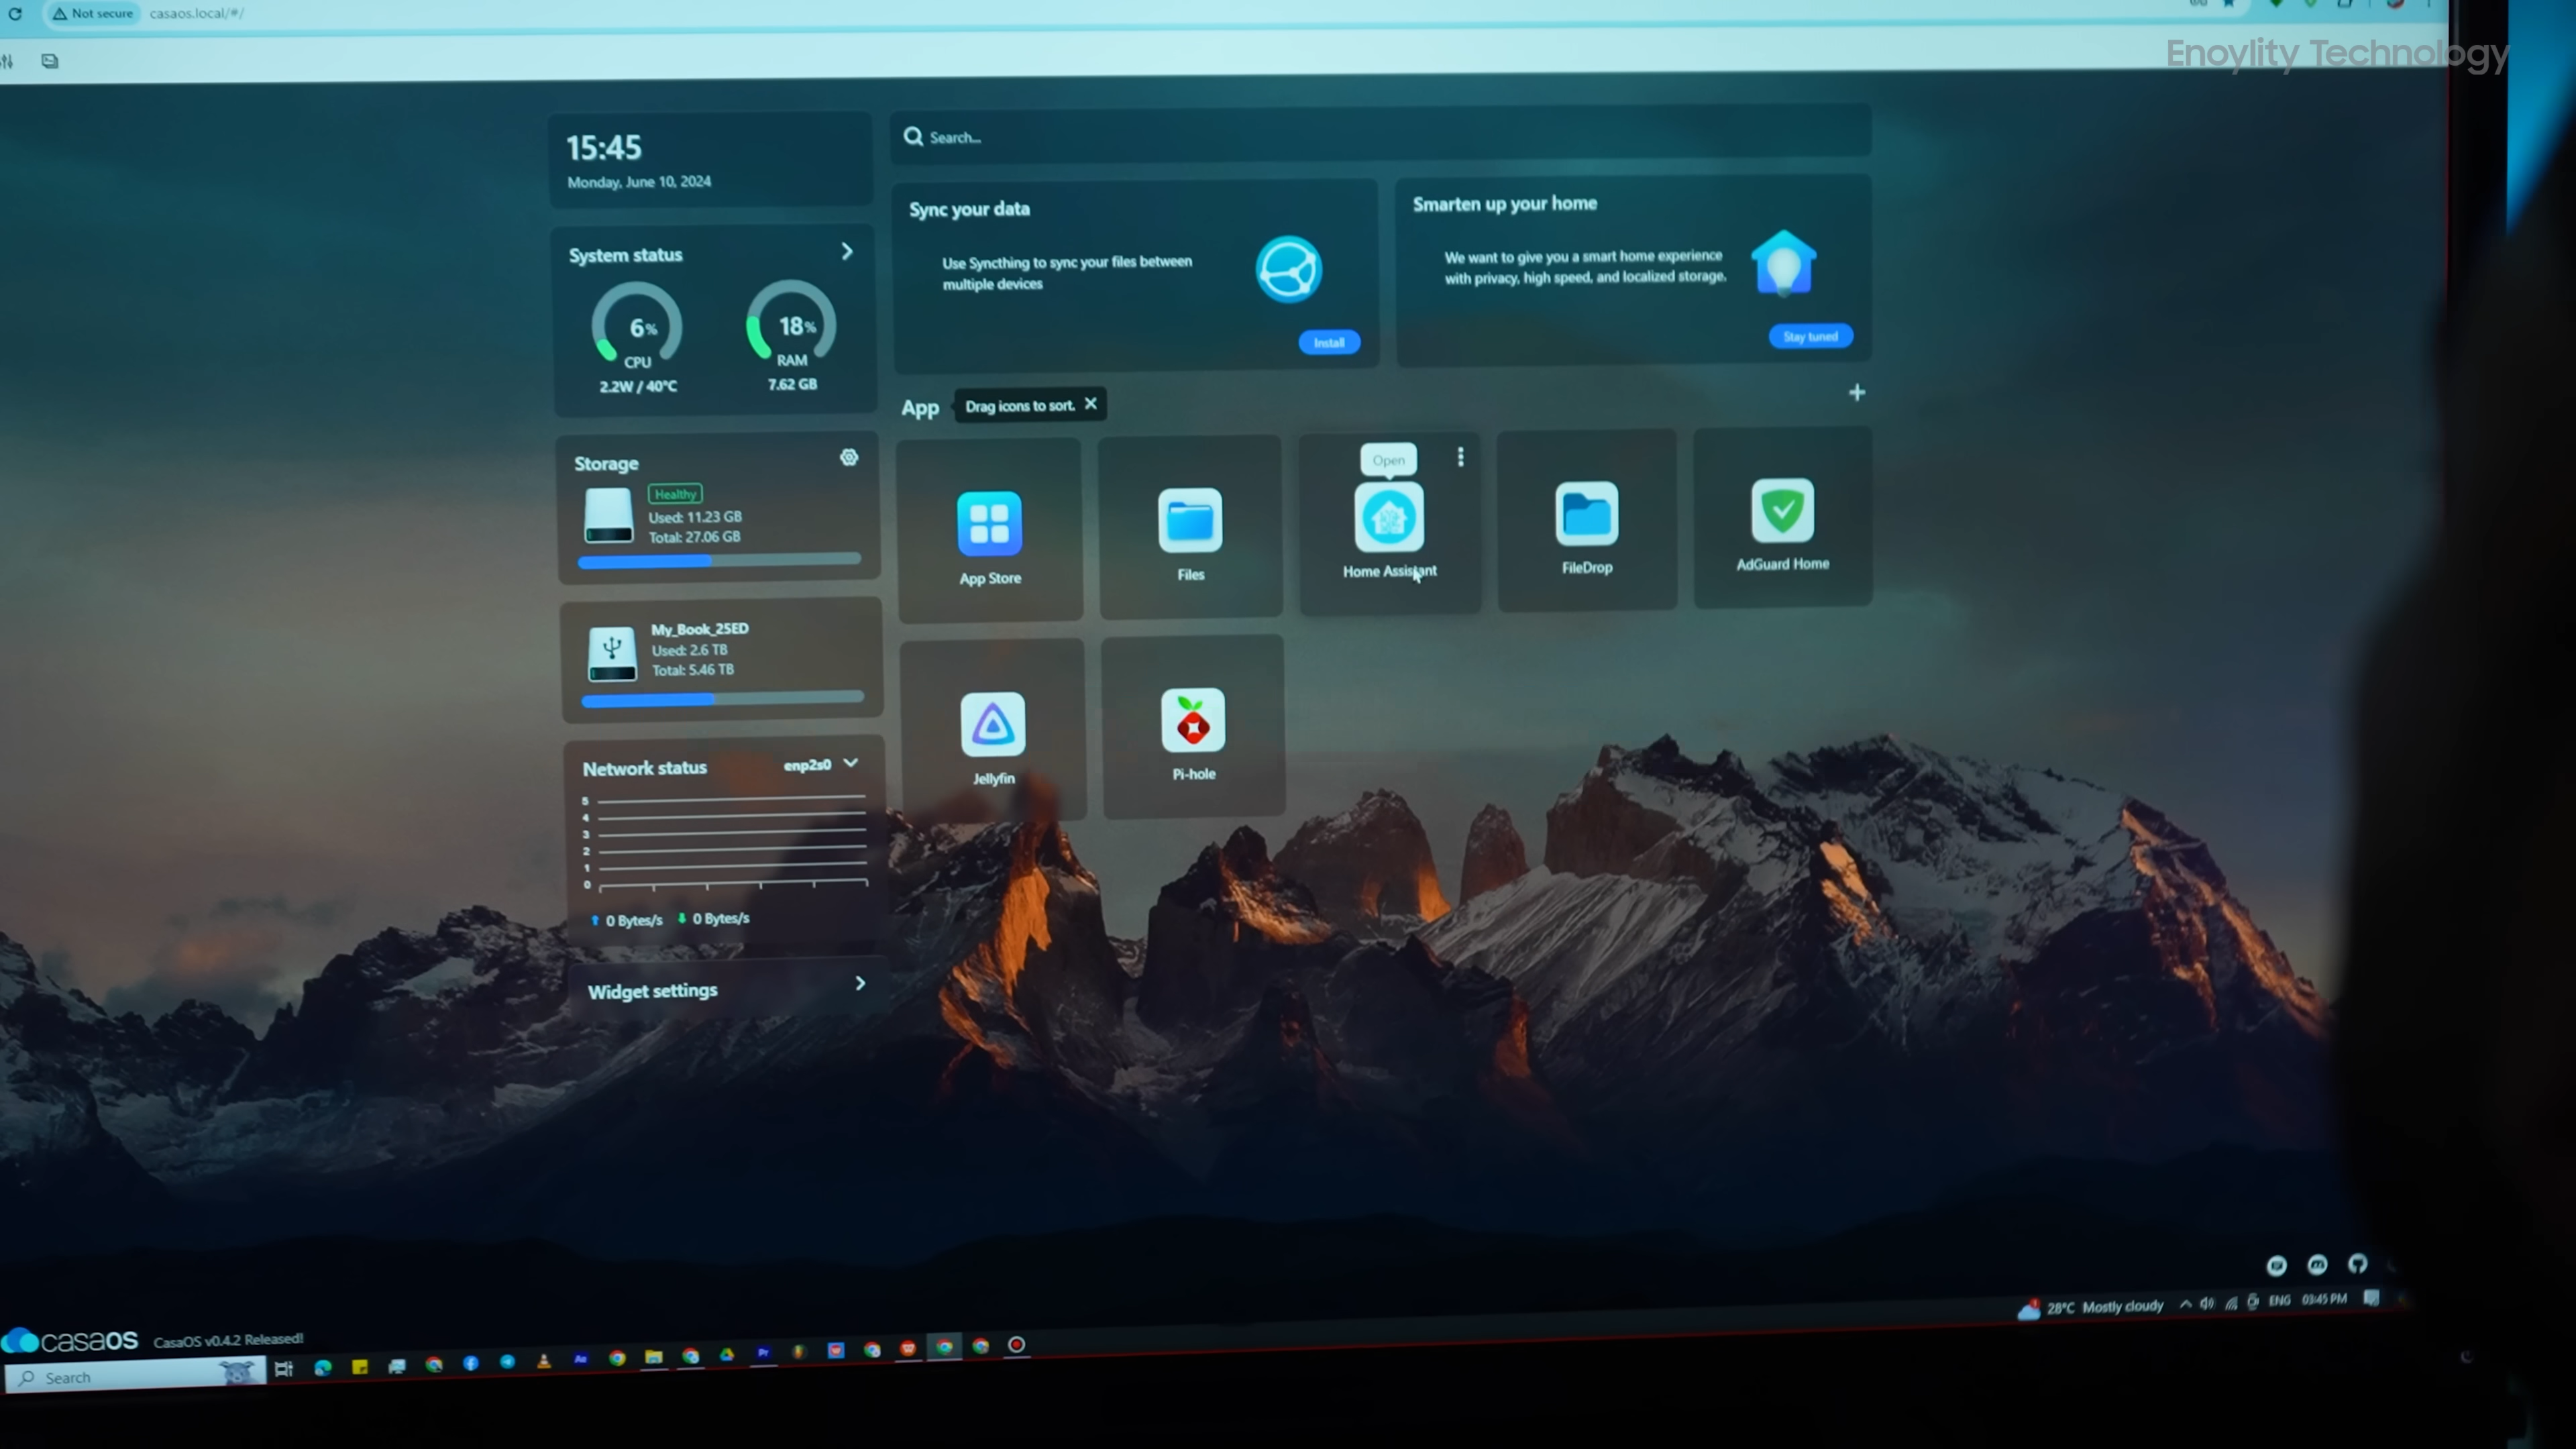 Not secure casaos.local/#/
Enoylity Technology
15:45
Monday, June 10, 2024
Search...
System status
6%
CPU
2.2W / 40°C
18%
RAM
7.62 GB
Sync your data
Use Syncthing to sync your files between
multiple devices
Install
Smarten up your home
We want to give you a smart home experience
with privacy, high speed, and localized storage.
Stay tuned
Storage
Healthy
Used: 11.23 GB
Total: 27.06 GB
My_Book_25ED
Used: 2.6 TB
Total: 5.46 TB
App
Drag icons to sort.
App Store
Files
Open
Home Assistant
FileDrop
AdGuard Home
Jellyfin
Pi-hole
Network status
enp2s0
5
4
3
2
1
0
0 Bytes/s
0 Bytes/s
Widget settings
casaOS
CasaOS v0.4.2 Released!
Search
Ae
Pr
28°C Mostly cloudy
ENG
03:45 PM